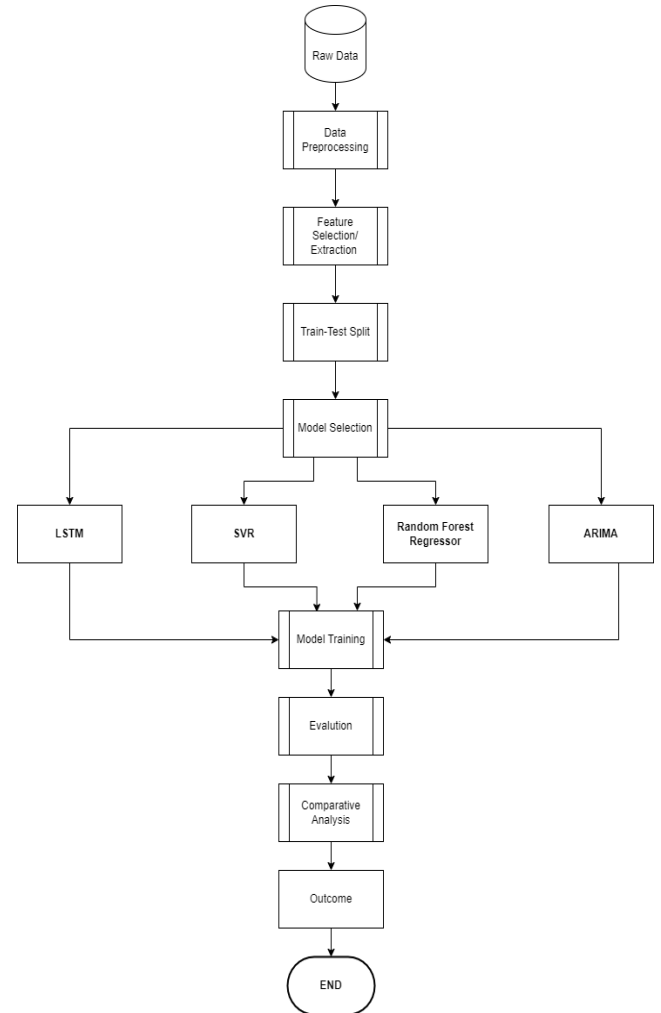 Raw Data
Data
Preprocessing
Feature
Selection/
Extraction
Train-Test Split
Model Selection
LSTM
SVR
Random Forest
Regressor
ARIMA
Model Training
Evalution
Comparative
Analysis
Outcome
END